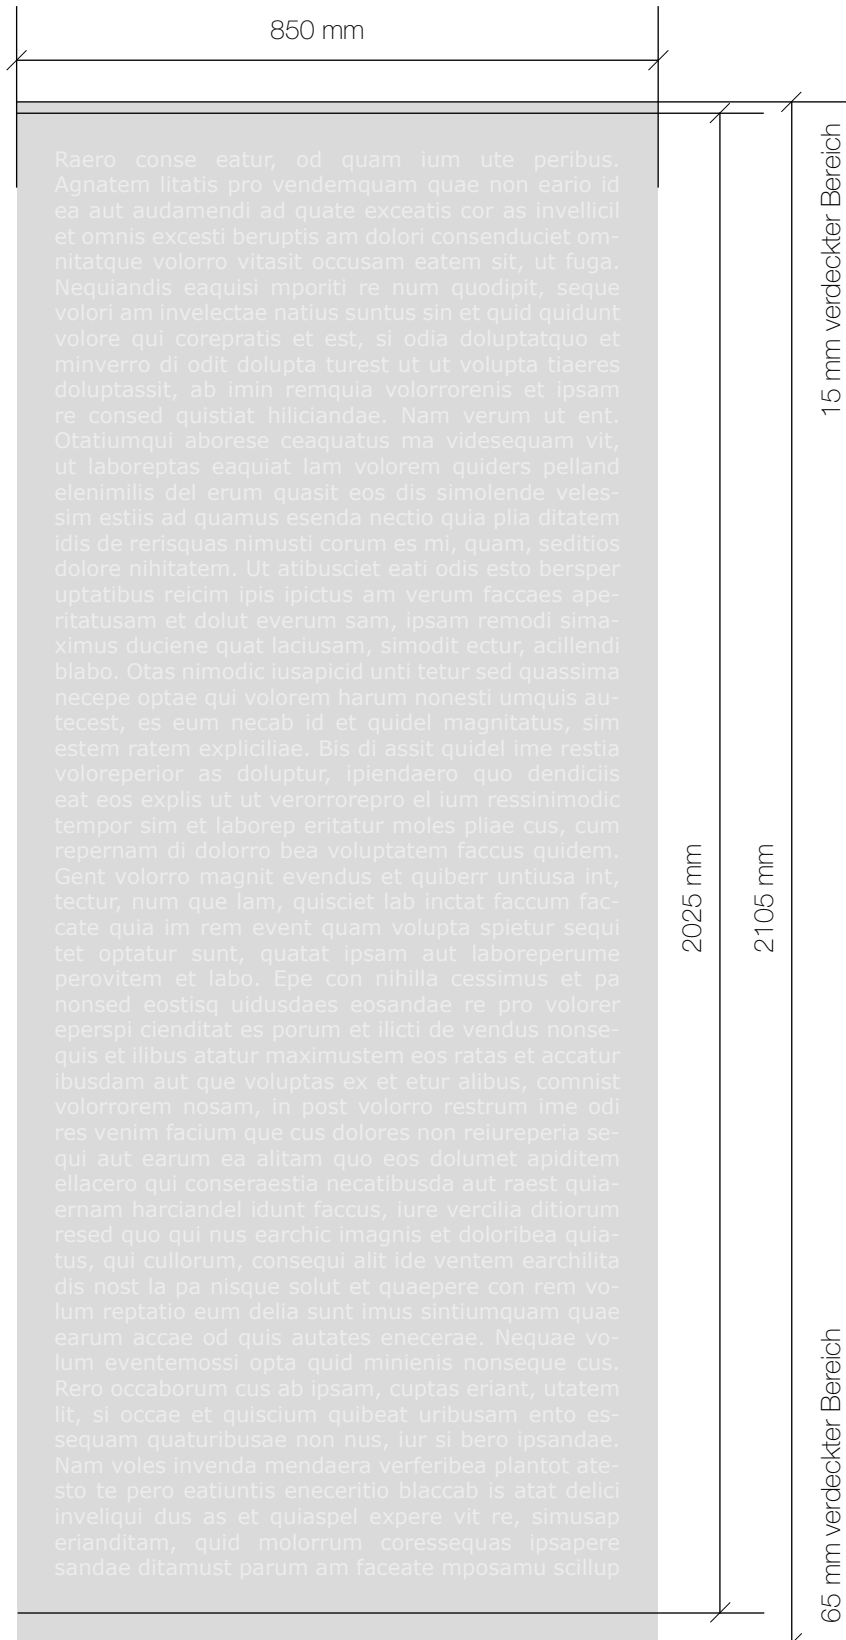 850 mm
15 mm verdeckter Bereich
Raero conse eatur, od quam ium ute peribus.
Agnatem litatis pro vendemquam quae non eario id
ea aut audamendi ad quate exceatis cor as invellicil
et omnis excesti beruptis am dolori consenduciet om-
nitatque volorro vitasit occusam eatem sit, ut fuga.
Nequiandis eaquisi mporiti re num quodipit, seque
volori am invelectae natius suntus sin et quid quidunt
volore qui corepratis et est, si odia doluptatquo et
minverro di odit dolupta turest ut ut volupta tiaeres
doluptassit, ab imin remquia volorrorenis et ipsam
re consed quistiat hiliciandae. Nam verum ut ent.
Otatiumqui aborese ceaquatus ma videsequam vit,
ut laboreptas eaquiat lam volorem quiders pelland
elenimilis del erum quasit eos dis simolende veles-
sim estiis ad quamus esenda nectio quia plia ditatem
idis de rerisquas nimusti corum es mi, quam, seditios
dolore nihitatem. Ut atibusciet eati odis esto bersper
uptatibus reicim ipis ipictus am verum faccaes ape-
ritatusam et dolut everum sam, ipsam remodi sima-
ximus duciene quat laciusam, simodit ectur, acillendi
blabo. Otas nimodic iusapicid unti tetur sed quassima
necepe optae qui volorem harum nonesti umquis au-
tecest, es eum necab id et quidel magnitatus, sim
estem ratem expliciliae. Bis di assit quidel ime restia
voloreperior as doluptur, ipiendaero quo dendiciis
eat eos explis ut ut verorrorepro el ium ressinimodic
tempor sim et laborep eritatur moles pliae cus, cum
repernam di dolorro bea voluptatem faccus quidem.
Gent volorro magnit evendus et quiberr untiusa int,
tectur, num que lam, quisciet lab inctat faccum fac-
cate quia im rem event quam volupta spietur sequi
tet optatur sunt, quatat ipsam aut laboreperume
perovitem et labo. Epe con nihilla cessimus et pa
nonsed eostisq uidusdaes eosandae re pro volorer
eperspi cienditat es porum et ilicti de vendus nonse-
quis et ilibus atatur maximustem eos ratas et accatur
ibusdam aut que voluptas ex et etur alibus, comnist
volorrorem nosam, in post volorro restrum ime odi
res venim facium que cus dolores non reiureperia se-
qui aut earum ea alitam quo eos dolumet apiditem
ellacero qui conseraestia necatibusda aut raest quia-
ernam harciandel idunt faccus, iure vercilia ditiorum
resed quo qui nus earchic imagnis et doloribea quia-
tus, qui cullorum, consequi alit ide ventem earchilita
dis nost la pa nisque solut et quaepere con rem vo-
lum reptatio eum delia sunt imus sintiumquam quae
earum accae od quis autates enecerae. Nequae vo-
lum eventemossi opta quid minienis nonseque cus.
Rero occaborum cus ab ipsam, cuptas eriant, utatem
lit, si occae et quiscium quibeat uribusam ento es-
sequam quaturibusae non nus, iur si bero ipsandae.
Nam voles invenda mendaera verferibea plantot ate-
sto te pero eatiuntis eneceritio blaccab is atat delici
inveliqui dus as et quiaspel expere vit re, simusap
erianditam, quid molorrum coressequas ipsapere
sandae ditamust parum am faceate mposamu scillup
2025 mm
2105 mm
65 mm verdeckter Bereich